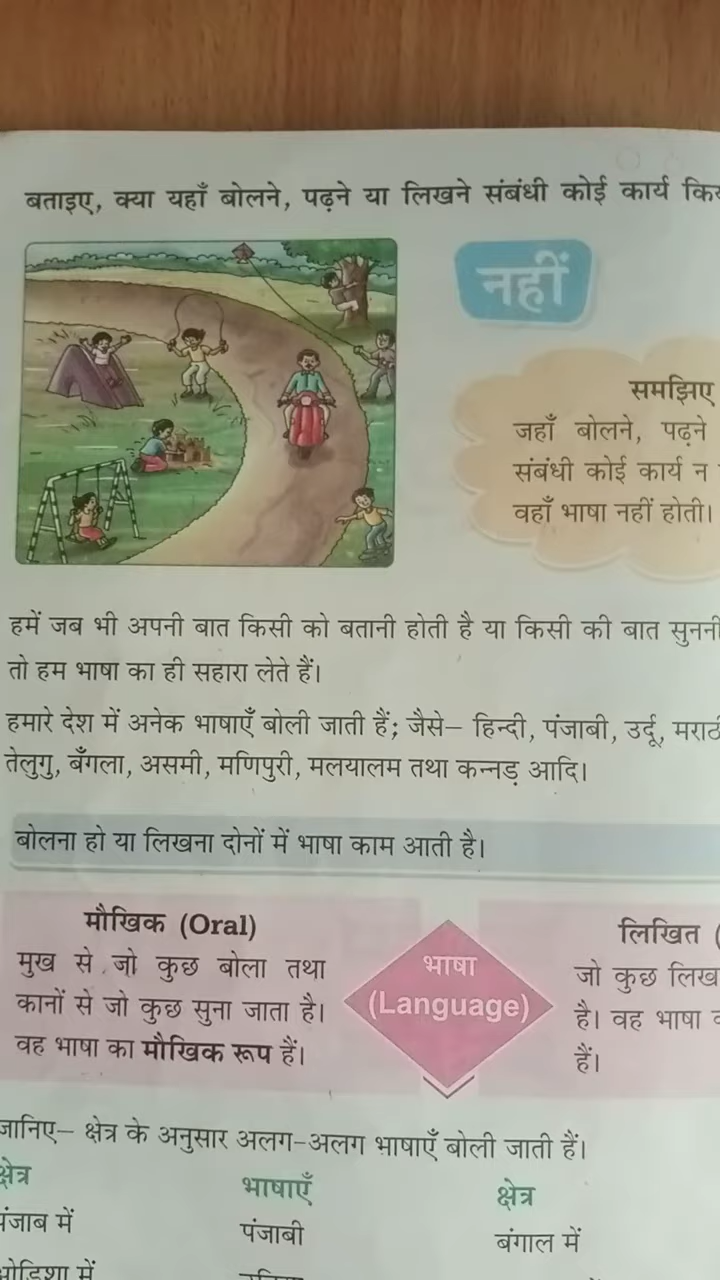 बताइए, क्या यहाँ बोलने, पढ़ने या लिखने संबंधी कोई कार्य
नहीं
समझिए
जहाँ बोलने, पढ़ने
संबंधी कोई कार्य न
वहाँ भाषा नहीं होती।
हमें जब भी अपनी बात किसी को बतानी होती है या किसी की बात सुननी
तो हम भाषा का ही सहारा लेते हैं।
हमारे देश में अनेक भाषाएँ बोली जाती हैं; जैसे– हिन्दी, पंजाबी, उर्दू,
तेलुगु, बँगला, असमी, मणिपुरी, मलयालम तथा कन्नड़ आदि।
बोलना हो या लिखना दोनों में भाषा काम आती है।
मौखिक (Oral)
मुख से जो कुछ बोला तथा
कानों से जो कुछ सुना जाता है।
वह भाषा का मौखिक रूप हैं।
भाषा
(Language)
लिखित (
जो कुछ लिख
है। वह भाषा
हैं।
जानिए– क्षेत्र के अनुसार अलग-अलग भाषाएँ बोली जाती हैं।
क्षेत्र भाषाएँ क्षेत्र
पंजाब में पंजाबी बंगाल में
ओडिशा में